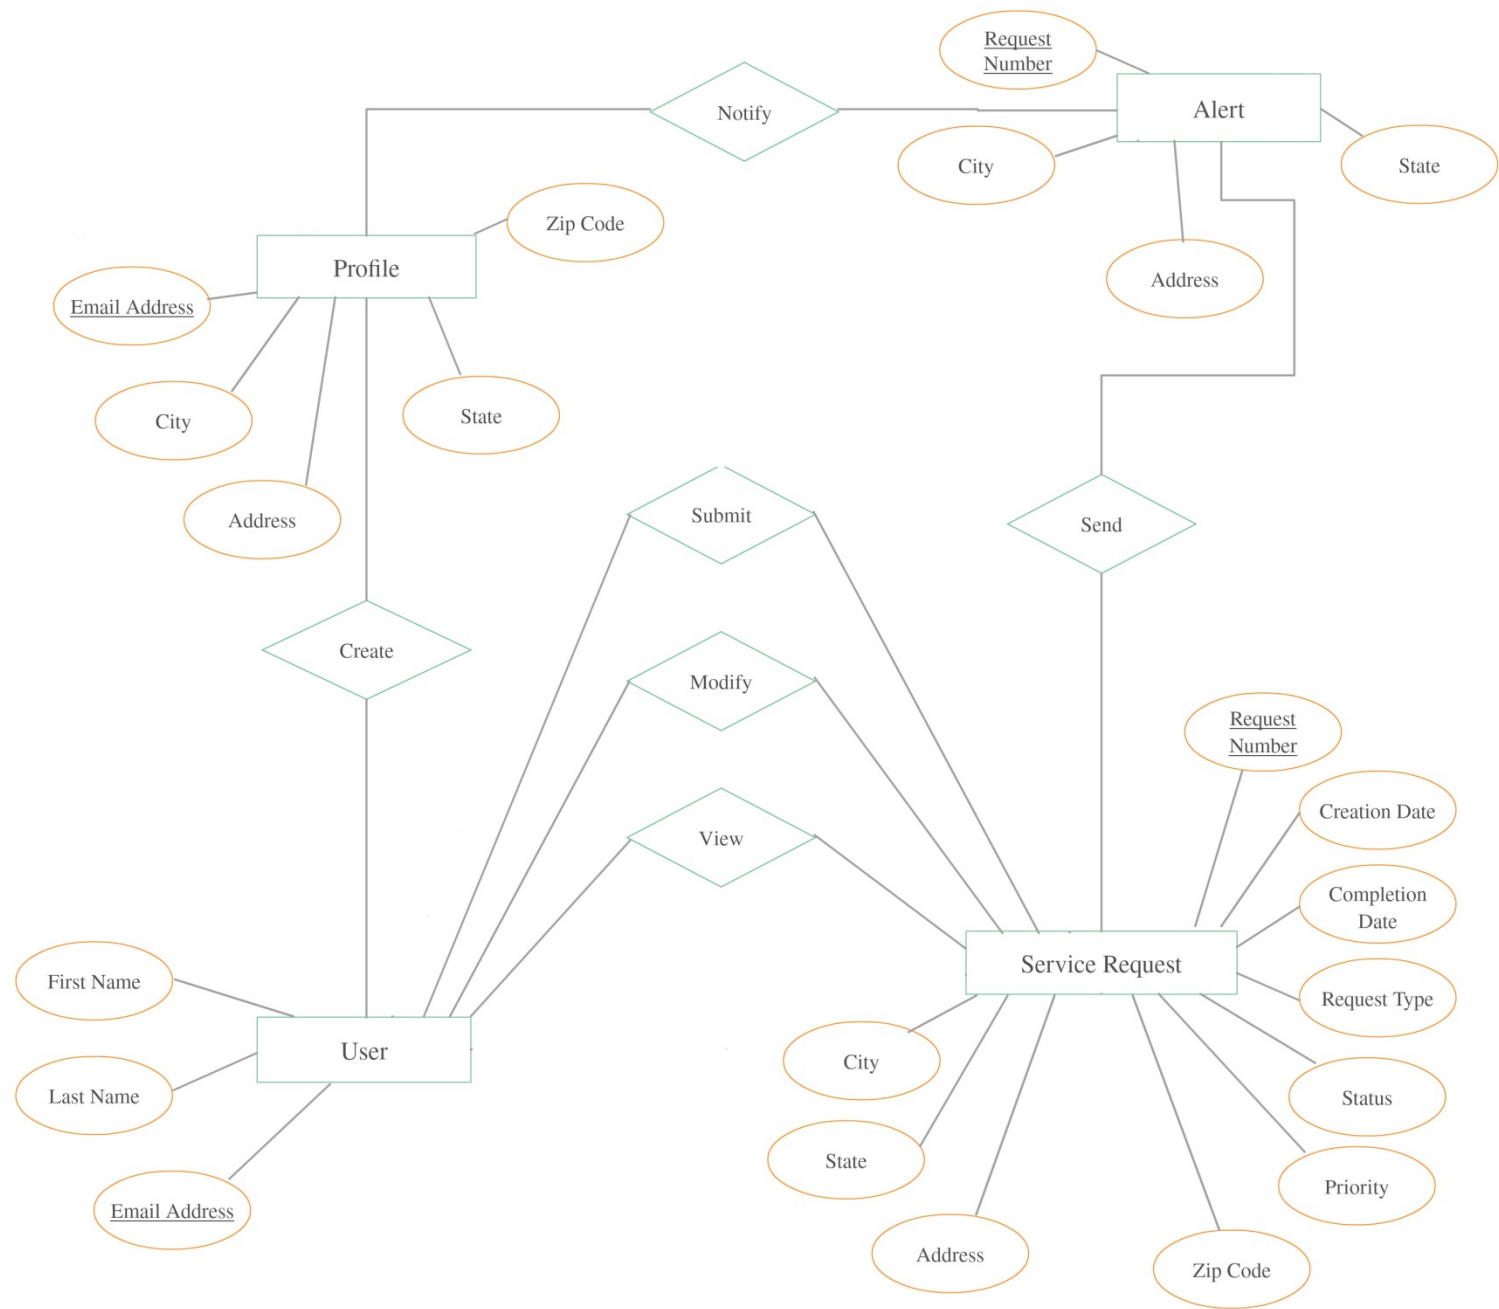 Request
Number
Notify
Alert
City
State
Zip Code
Profile
Address
Email Address
City
State
Address
Submit
Send
Create
Modify
Request
Number
Creation Date
View
Completion
Date
Service Request
First Name
Request Type
User
City
Last Name
Status
State
Priority
Email Address
Address
Zip Code